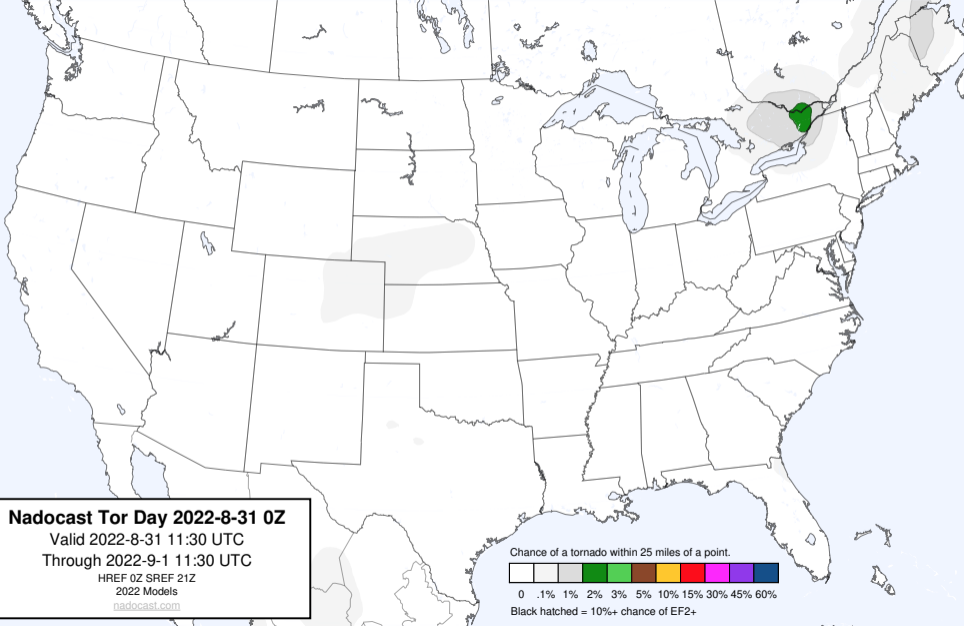 Nadocast Tor Day 2022-8-31 0Z
Valid 2022-8-31 11:30 UTC
Through 2022-9-1 11:30 UTC
HREF 0Z SREF 21Z
2022 Models
nadocast.com
Chance of a tornado within 25 miles of a point.
0 .1% 1% 2% 3% 5% 10% 15% 30% 45% 60%
Black hatched = 10%+ chance of EF2+